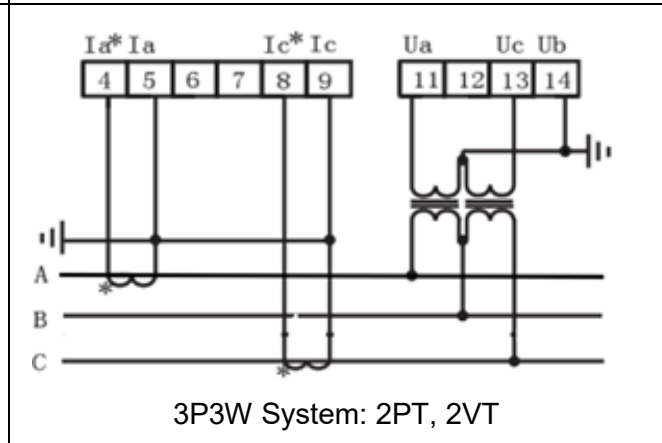 Ia* Ia Ic* Ic Ua Uc Ub
4 5 6 7 8 9 11 12 13 14
A
*
B
C
*
3P3W System: 2PT, 2VT